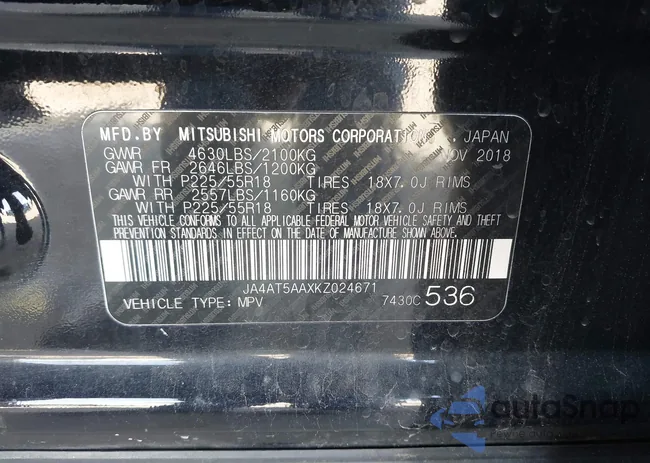 MFD.BY MITSUBISHI MOTORS CORPORATION JAPAN
GVWR 4630LBS/2100KG NOV 2018
GAWR FR 2646LBS/1200KG
WITH P225/55R18 TIRES 18X7.0J RIMS
GAWR RR 2557LBS/1160KG
WITH P225/55R18 TIRES 18X7.0J RIMS
THIS VEHICLE CONFORMS TO ALL APPLICABLE FEDERAL MOTOR VEHICLE SAFETY AND THEFT
PREVENTION STANDARDS IN EFFECT ON THE DATE OF MANUFACTURE SHOWN ABOVE.
JA4AT5AAXKZ024671
VEHICLE TYPE: MPV 7430C 536
autoSnap